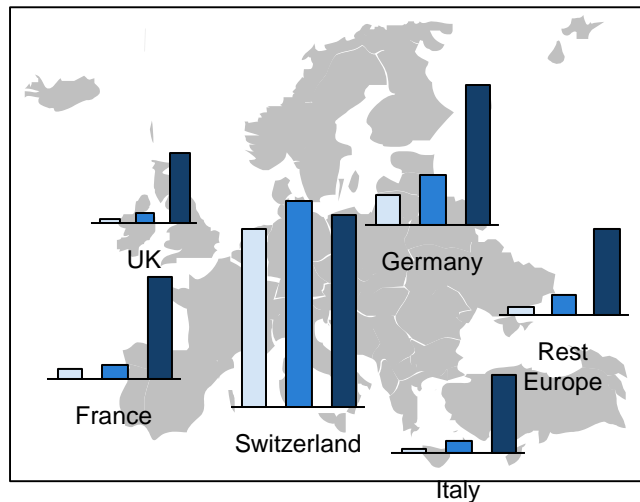 UK
Germany
Rest
Europe
France
Switzerland
Italy